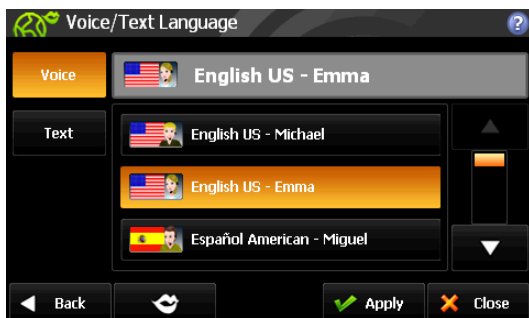 Voice/Text Language
?
Voice
English US - Emma
Text
English US - Michael
English US - Emma
Español American - Miguel
Back
Apply
Close